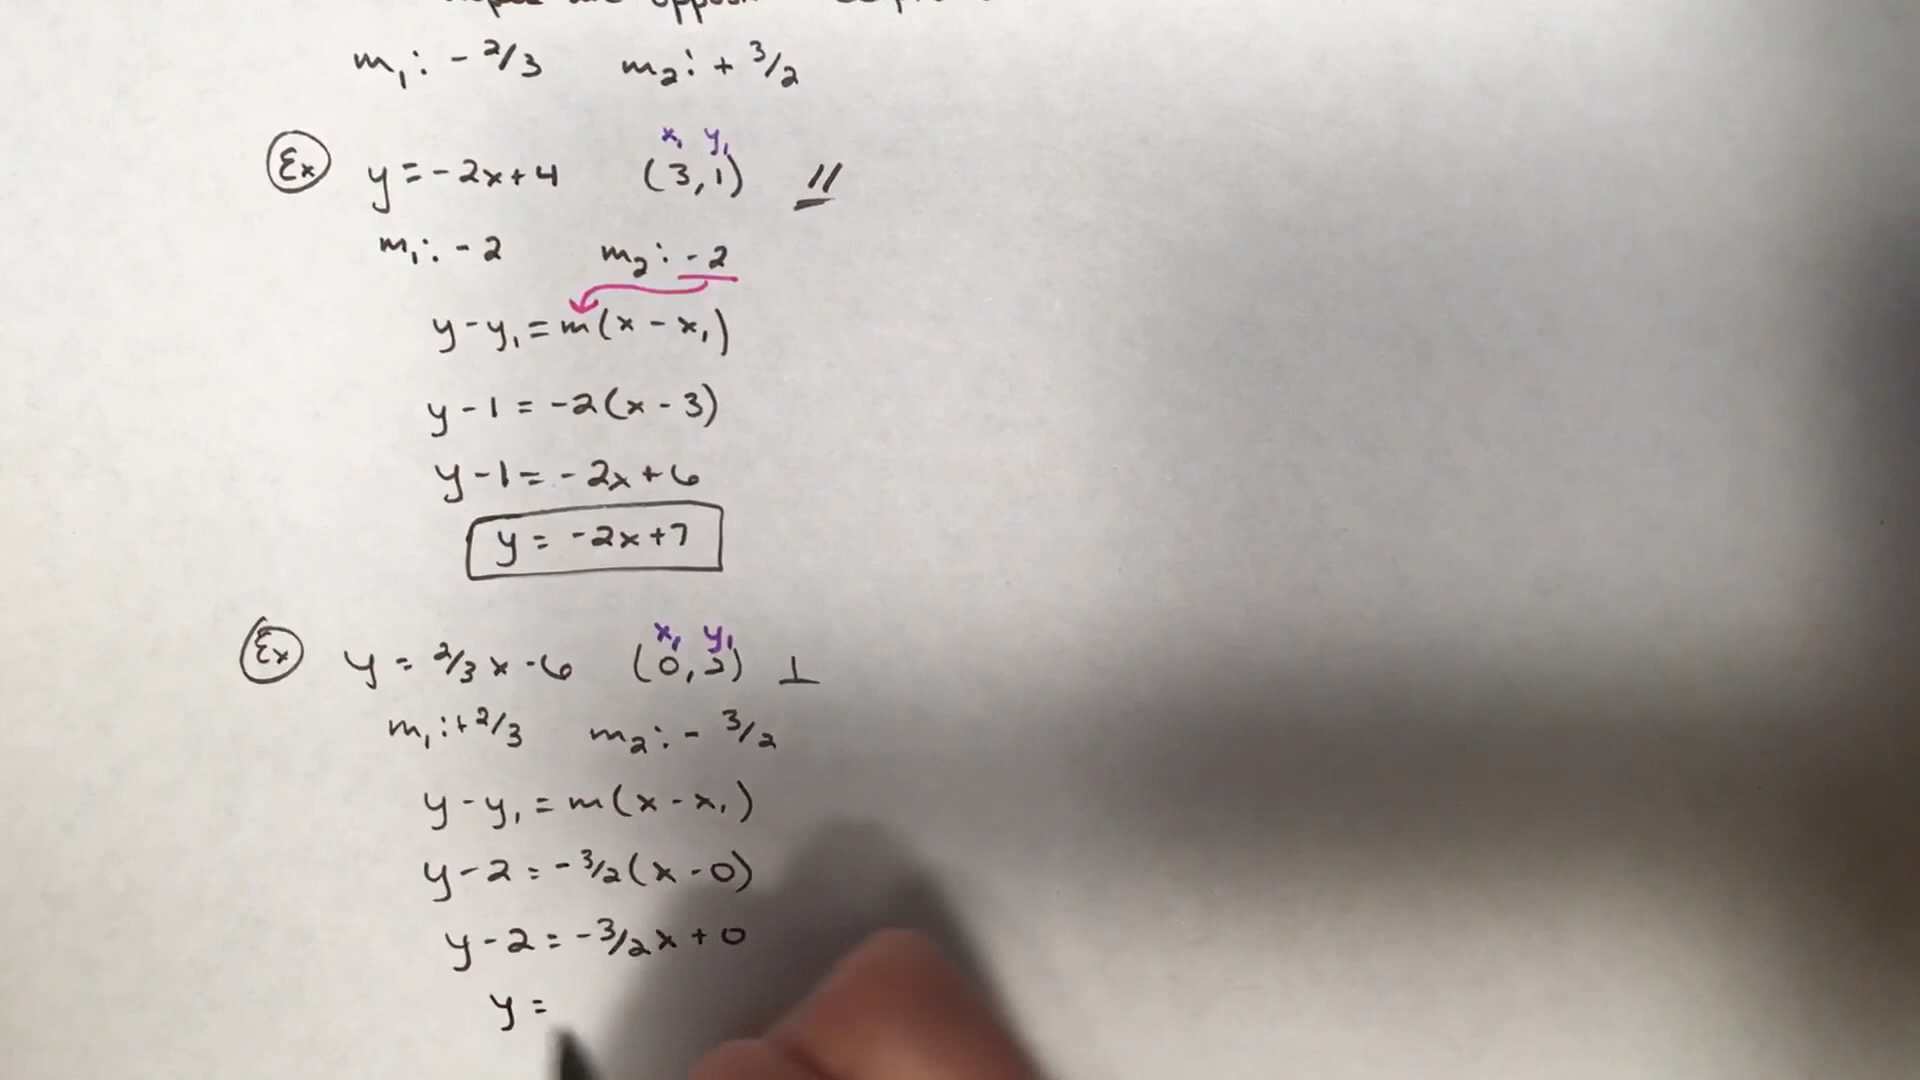 m₁: - 2/3 m₂: + 3/2
x₁ y₁
Ex y = -2x+4 (3,1) //
m₁: -2 m₂: -2
y-y₁ = m(x - x₁)
y-1 = -2(x-3)
y-1 = -2x+6
y = -2x+7
x₁ y₁
Ex y = 2/3x-6 (0,2) ⊥
m₁: +2/3 m₂: - 3/2
y-y₁ = m(x-x₁)
y-2 = -3/2(x-0)
y-2 = -3/2x+0
y =